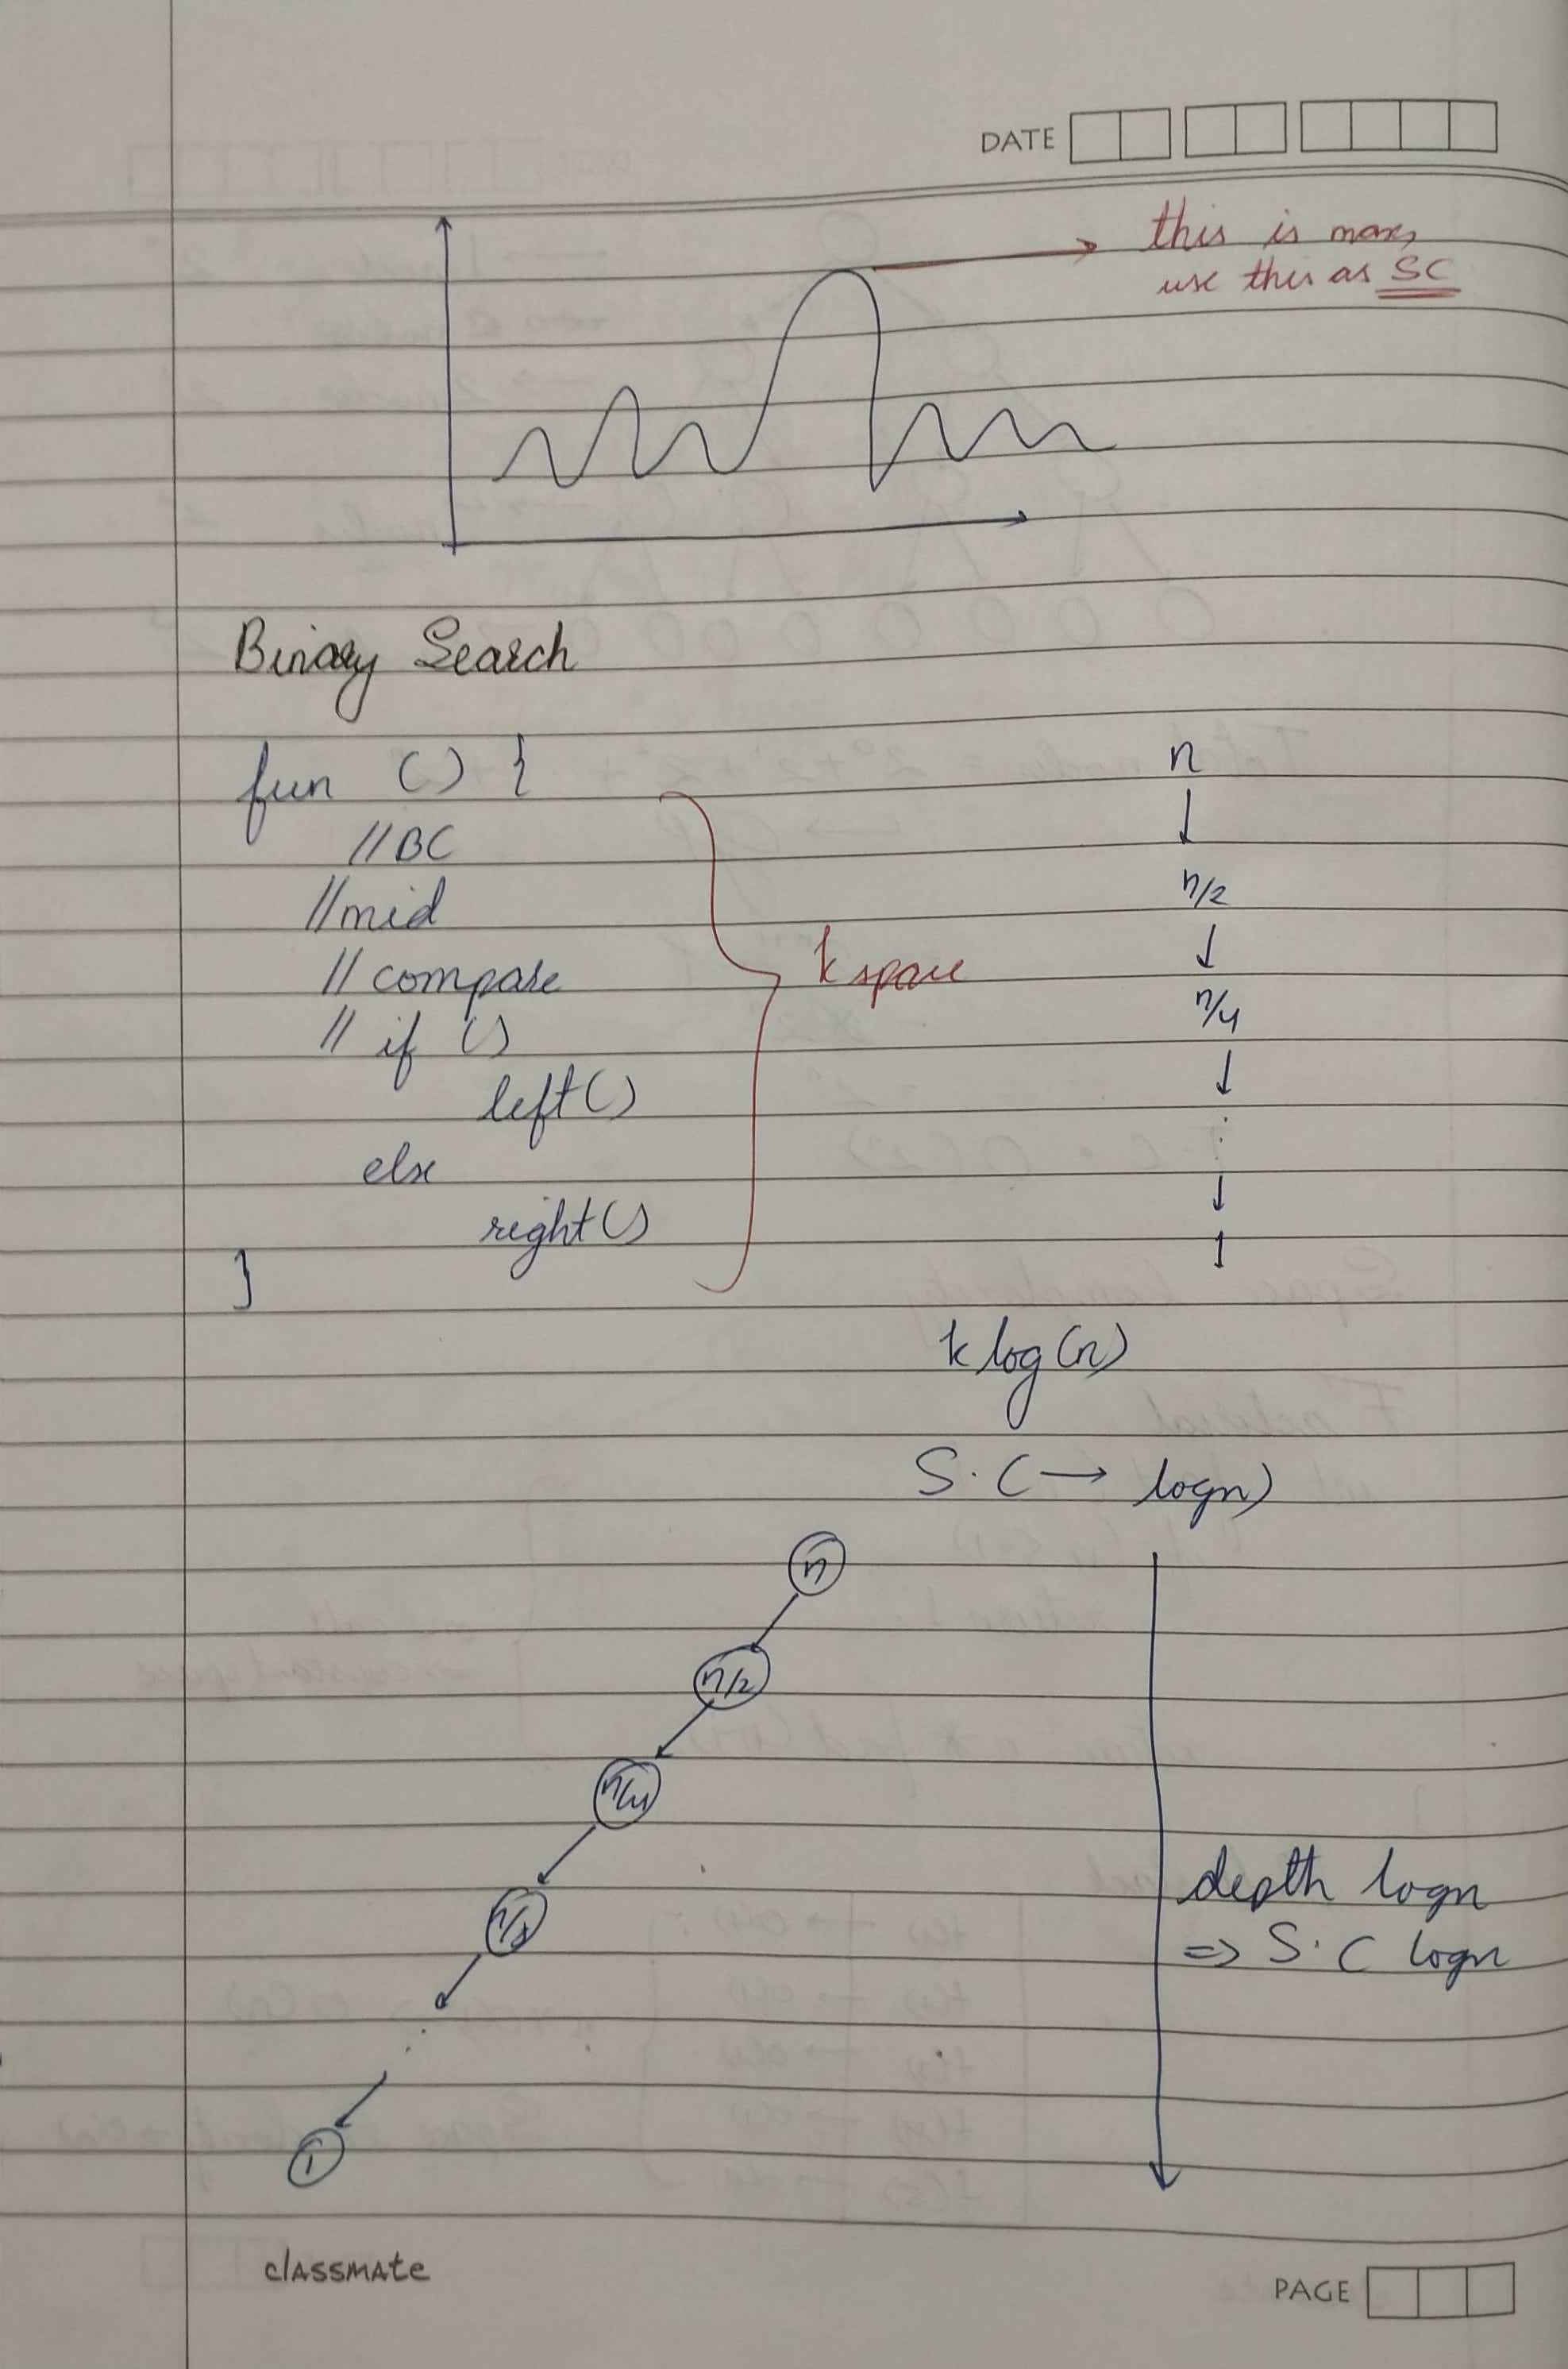 DATE
this is max,
use this as SC
Binary Search
fun () {
//BC
//mid
// compare
// if ()
left()
else
right()
}
k space
n
↓
n/2
↓
n/4
↓
⋮
↓
1
k log(n)
S.C → logn)
n
n/2
n/4
n/8
1
depth logn
=> S.C logn
classmate
PAGE